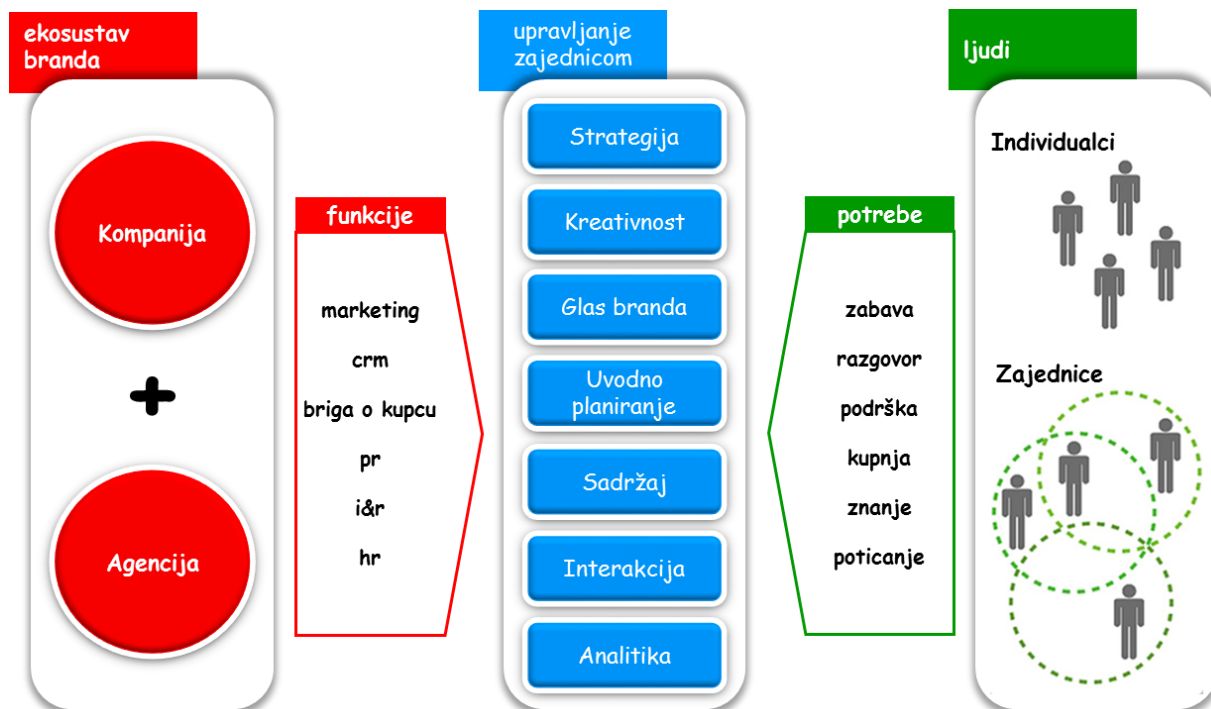 ekosustav
branda
Kompanija
Agencija
funkcije
marketing
crm
briga o kupcu
pr
i&r
hr
upravljanje
zajednicom
Strategija
Kreativnost
Glas branda
Uvodno
planiranje
Sadržaj
Interakcija
Analitika
potrebe
zabava
razgovor
podrška
kupnja
znanje
poticanje
ljudi
Individualci
Zajednice